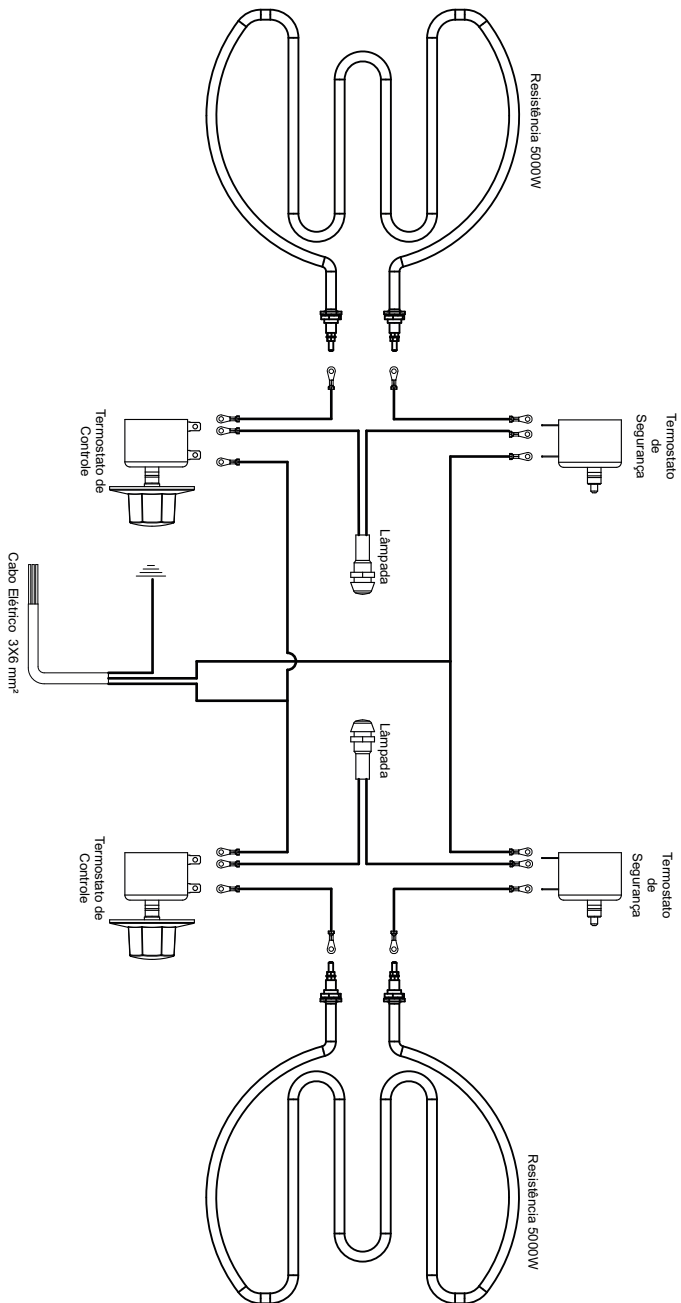 Resistência 5000W
Termostato
de
Segurança
Termostato de
Controle
Lâmpada
Cabo Elétrico 3X6 mm²
Lâmpada
Termostato
de
Segurança
Termostato de
Controle
Resistência 5000W